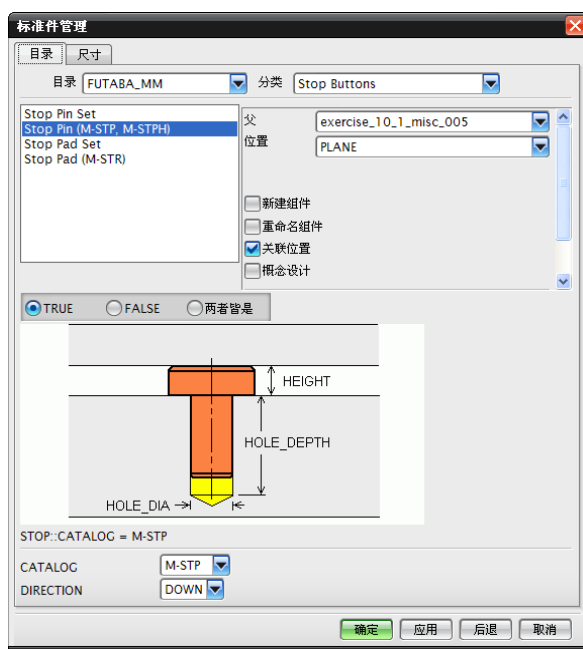 标准件管理
目录 尺寸
目录 FUTABA_MM 分类 Stop Buttons
Stop Pin Set
Stop Pin (M-STP, M-STPH)
Stop Pad Set
Stop Pad (M-STR)
父 exercise_10_1_misc_005
位置 PLANE
新建组件
重命名组件
关联位置
概念设计
TRUE FALSE 两者皆是
HEIGHT
HOLE_DEPTH
HOLE_DIA
STOP::CATALOG = M-STP
CATALOG M-STP
DIRECTION DOWN
确定 应用 后退 取消